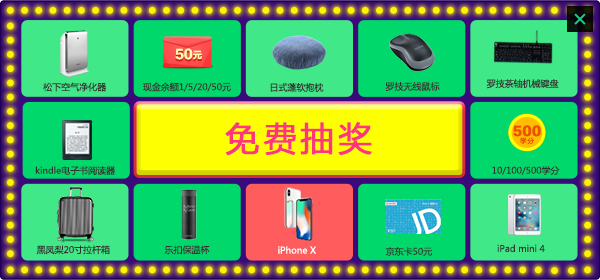 50元
松下空气净化器
现金余额1/5/20/50元
日式蓬软抱枕
罗技无线鼠标
罗技茶轴机械键盘
kindle电子书阅读器
免费抽奖
500
学分
10/100/500学分
黑凤梨20寸拉杆箱
乐扣保温杯
iPhone X
JD
京东卡50元
iPad mini 4